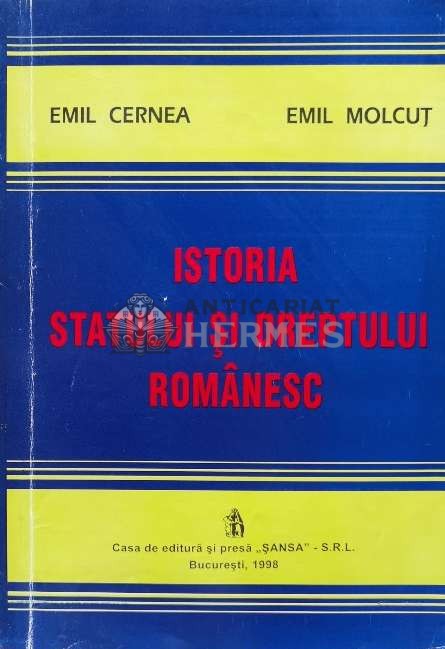 EMIL CERNEA EMIL MOLCUȚ
ISTORIA
ANTICARIAT
STATULUI ȘI DREPTULUI
HERMES
ROMÂNESC
Casa de editură și presă „ȘANSA” - S.R.L.
București, 1998